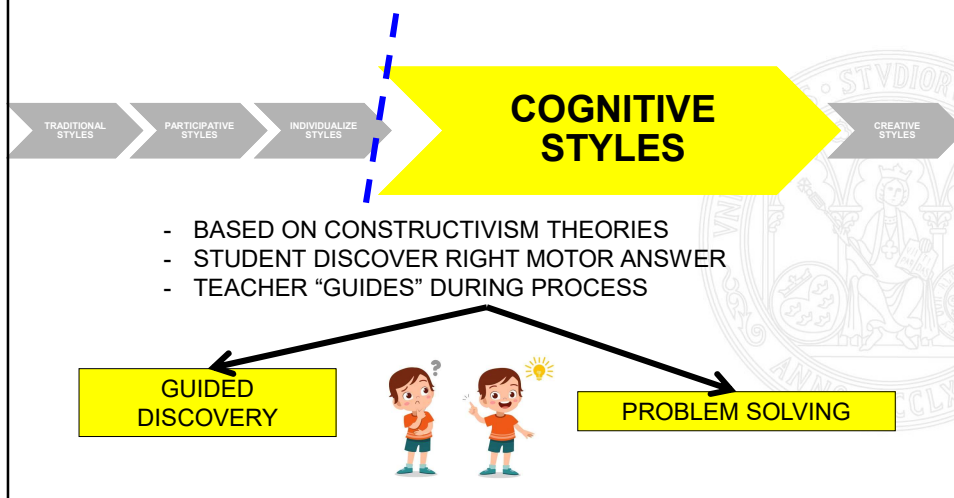 TRADITIONAL
STYLES
PARTICIPATIVE
STYLES
INDIVIDUALIZE
STYLES
COGNITIVE
STYLES
CREATIVE
STYLES
- BASED ON CONSTRUCTIVISM THEORIES
- STUDENT DISCOVER RIGHT MOTOR ANSWER
- TEACHER “GUIDES” DURING PROCESS
GUIDED
DISCOVERY
?
PROBLEM SOLVING